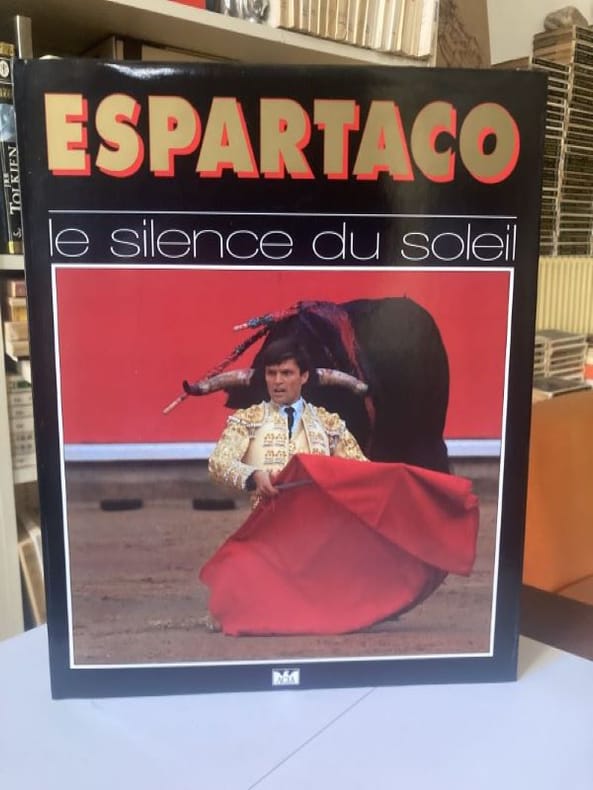 ESPARTACO
le silence du soleil
TOLKIEN